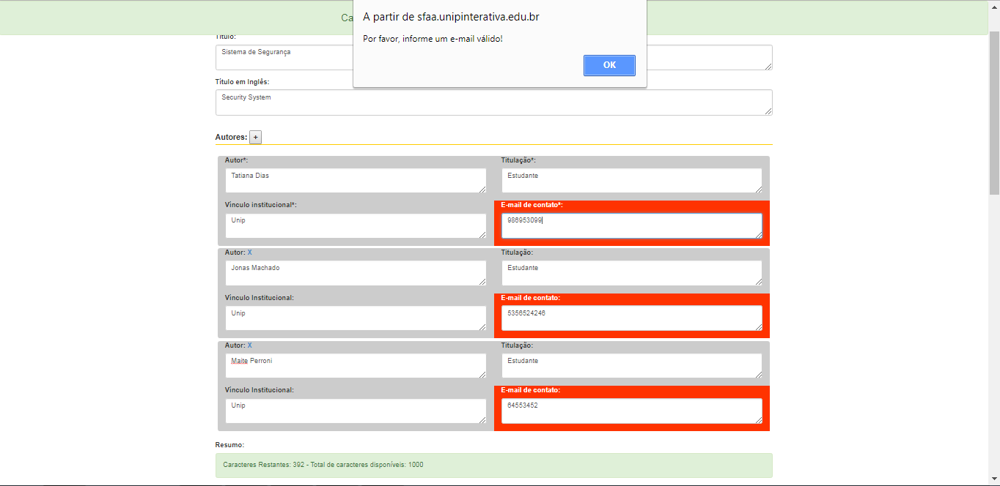 Ca
A partir de sfaa.unipinterativa.edu.br
Por favor, informe um e-mail válido!
OK
Título:
Sistema de Segurança
Título em Inglês:
Security System
Autores: +
Autor*: Titulação*:
Tatiana Dias Estudante
Vínculo institucional*: E-mail de contato*:
Unip 986953099
Autor: X Titulação:
Jonas Machado Estudante
Vínculo Institucional: E-mail de contato:
Unip 5356524246
Autor: X Titulação:
Maite Perroni Estudante
Vínculo Institucional: E-mail de contato:
Unip 64553452
Resumo:
Caracteres Restantes: 392 - Total de caracteres disponíveis: 1000